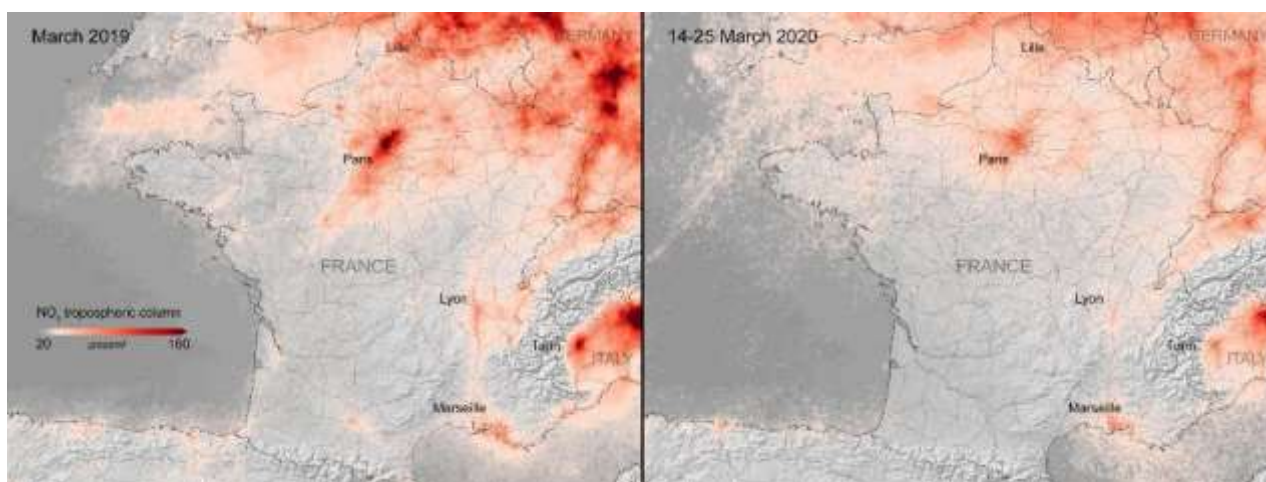 March 2019
Lille
GERMANY
Paris
FRANCE
Lyon
NO₂ tropospheric column
20 160
Turin
ITALY
Marseille
14-25 March 2020
Lille
GERMANY
Paris
FRANCE
Lyon
Turin
ITALY
Marseille